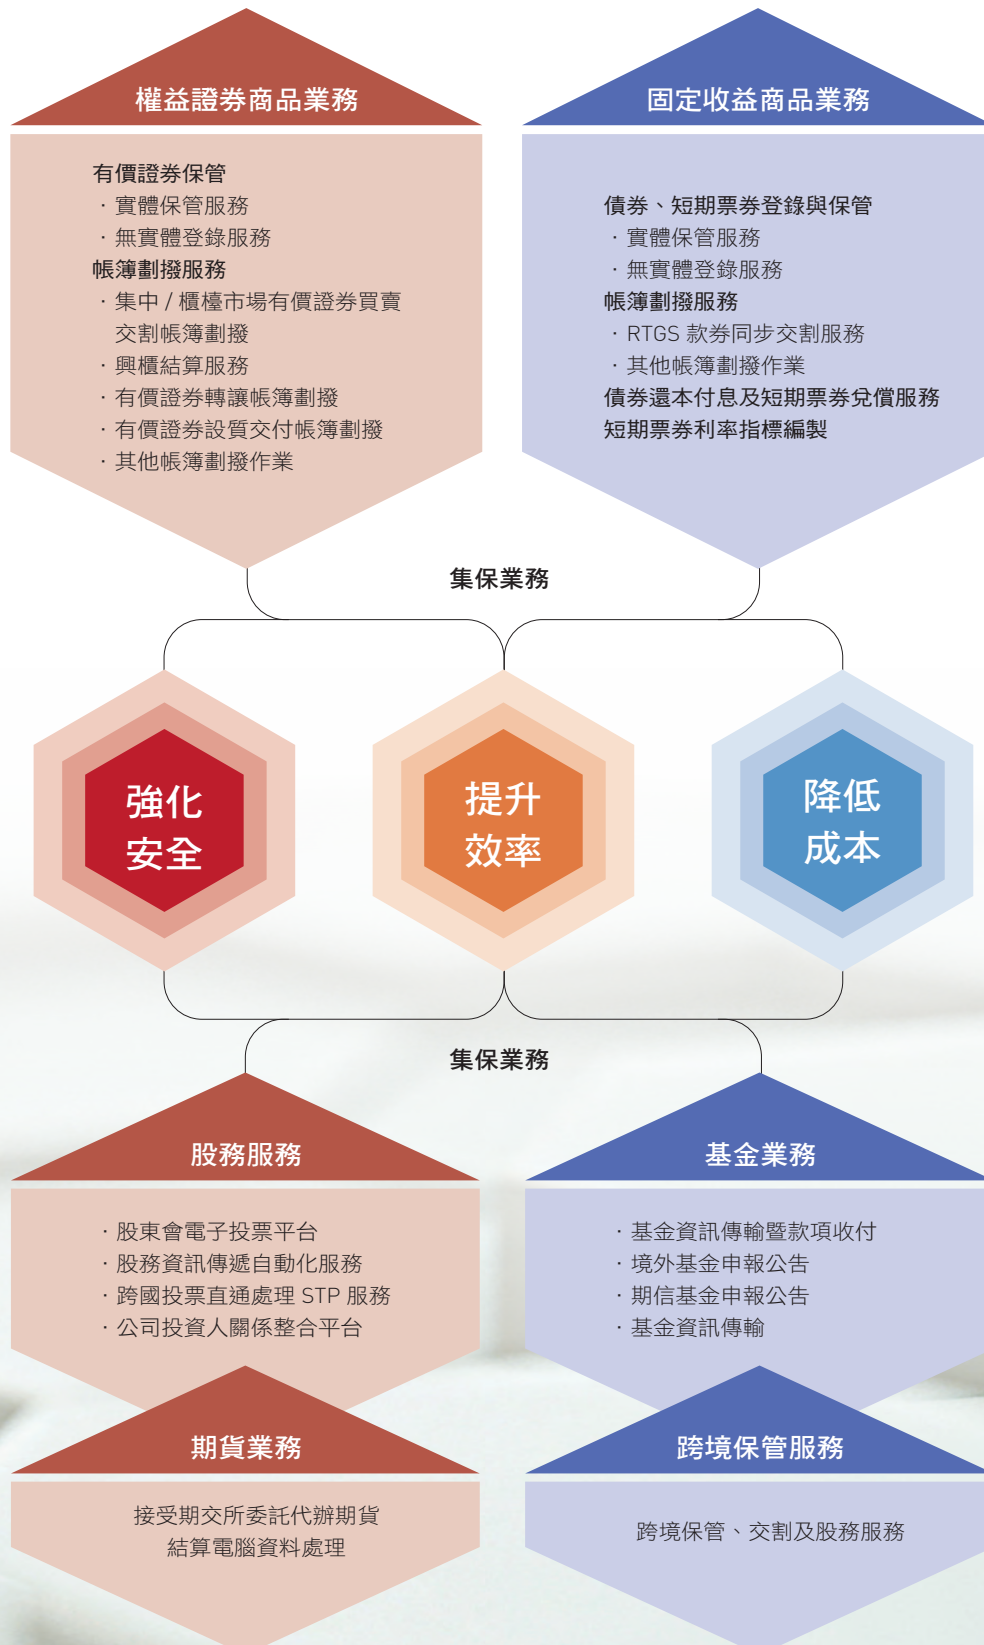 權益證券商品業務
有價證券保管
· 實體保管服務
· 無實體登錄服務
帳簿劃撥服務
· 集中 / 櫃檯市場有價證券買賣
交割帳簿劃撥
· 興櫃結算服務
· 有價證券轉讓帳簿劃撥
· 有價證券設質交付帳簿劃撥
· 其他帳簿劃撥作業
固定收益商品業務
債券、短期票券登錄與保管
· 實體保管服務
· 無實體登錄服務
帳簿劃撥服務
· RTGS 款券同步交割服務
· 其他帳簿劃撥作業
債券還本付息及短期票券兌償服務
短期票券利率指標編製
集保業務
強化
安全
提升
效率
降低
成本
集保業務
股務服務
· 股東會電子投票平台
· 股務資訊傳遞自動化服務
· 跨國投票直通處理 STP 服務
· 公司投資人關係整合平台
基金業務
· 基金資訊傳輸暨款項收付
· 境外基金申報公告
· 期信基金申報公告
· 基金資訊傳輸
期貨業務
接受期交所委託代辦期貨
結算電腦資料處理
跨境保管服務
跨境保管、交割及股務服務